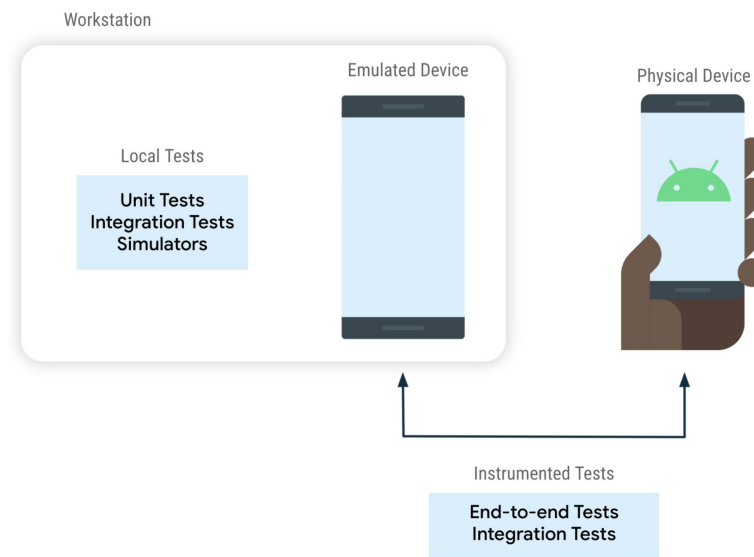 Workstation
Emulated Device
Physical Device
Local Tests
Unit Tests
Integration Tests
Simulators
Instrumented Tests
End-to-end Tests
Integration Tests